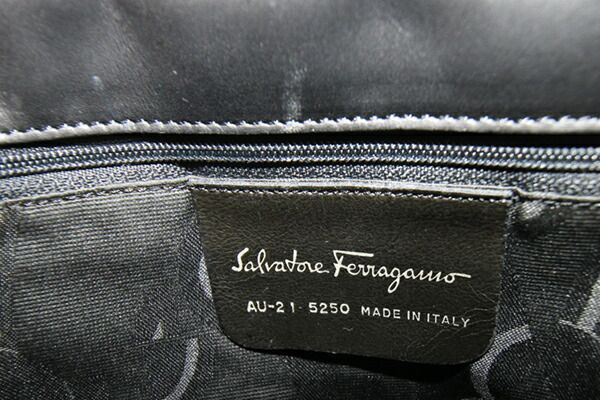 Salvatore Ferragamo
AU-21 5250 MADE IN ITALY